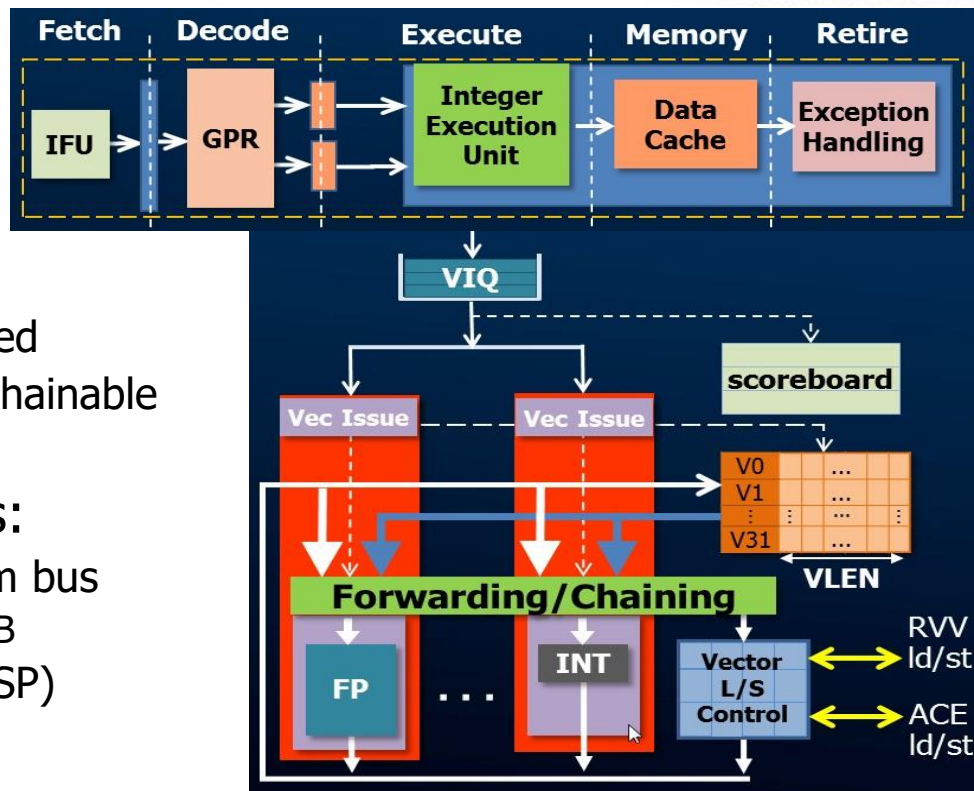 Fetch Decode Execute Memory Retire
IFU
GPR
Integer
Execution
Unit
Data
Cache
Exception
Handling
VIQ
ed
hainable
s:
m bus
B
SP)
scoreboard
Vec Issue
Vec Issue
V0 ...
V1 ...
⋮ ⋮ ... ⋮
V31 ...
VLEN
Forwarding/Chaining
FP
...
INT
Vector
L/S
Control
RVV
ld/st
ACE
ld/st